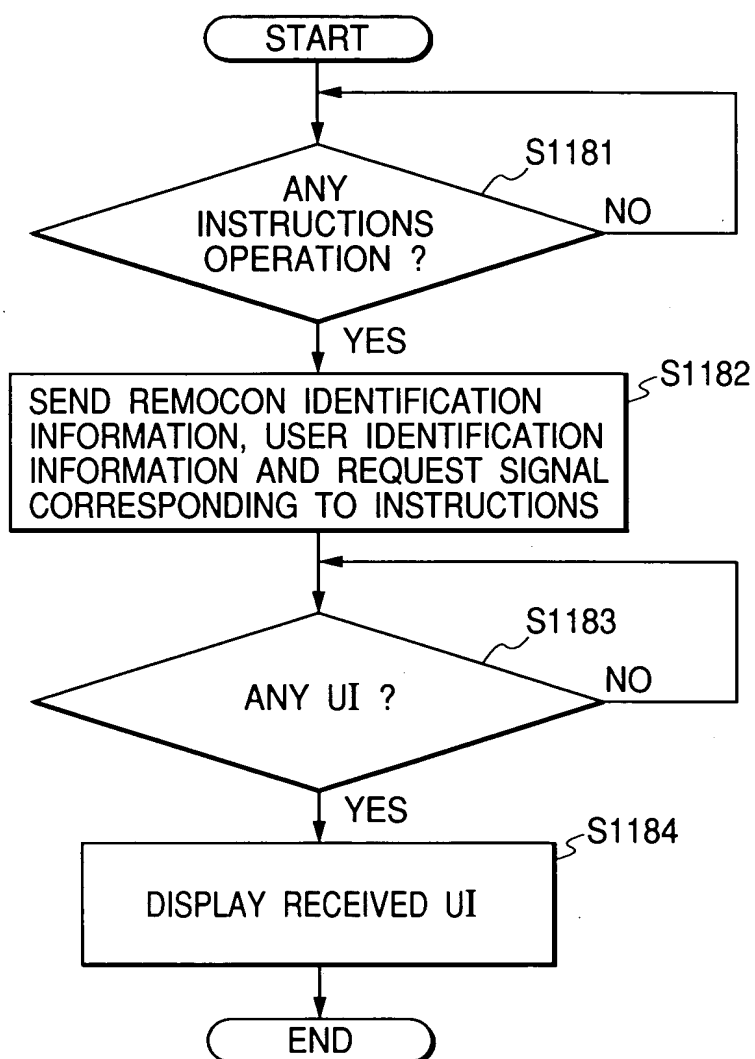 START
S1181
ANY
INSTRUCTIONS
OPERATION ?
NO
YES
S1182
SEND REMOCON IDENTIFICATION
INFORMATION, USER IDENTIFICATION
INFORMATION AND REQUEST SIGNAL
CORRESPONDING TO INSTRUCTIONS
S1183
ANY UI ?
NO
YES
S1184
DISPLAY RECEIVED UI
END